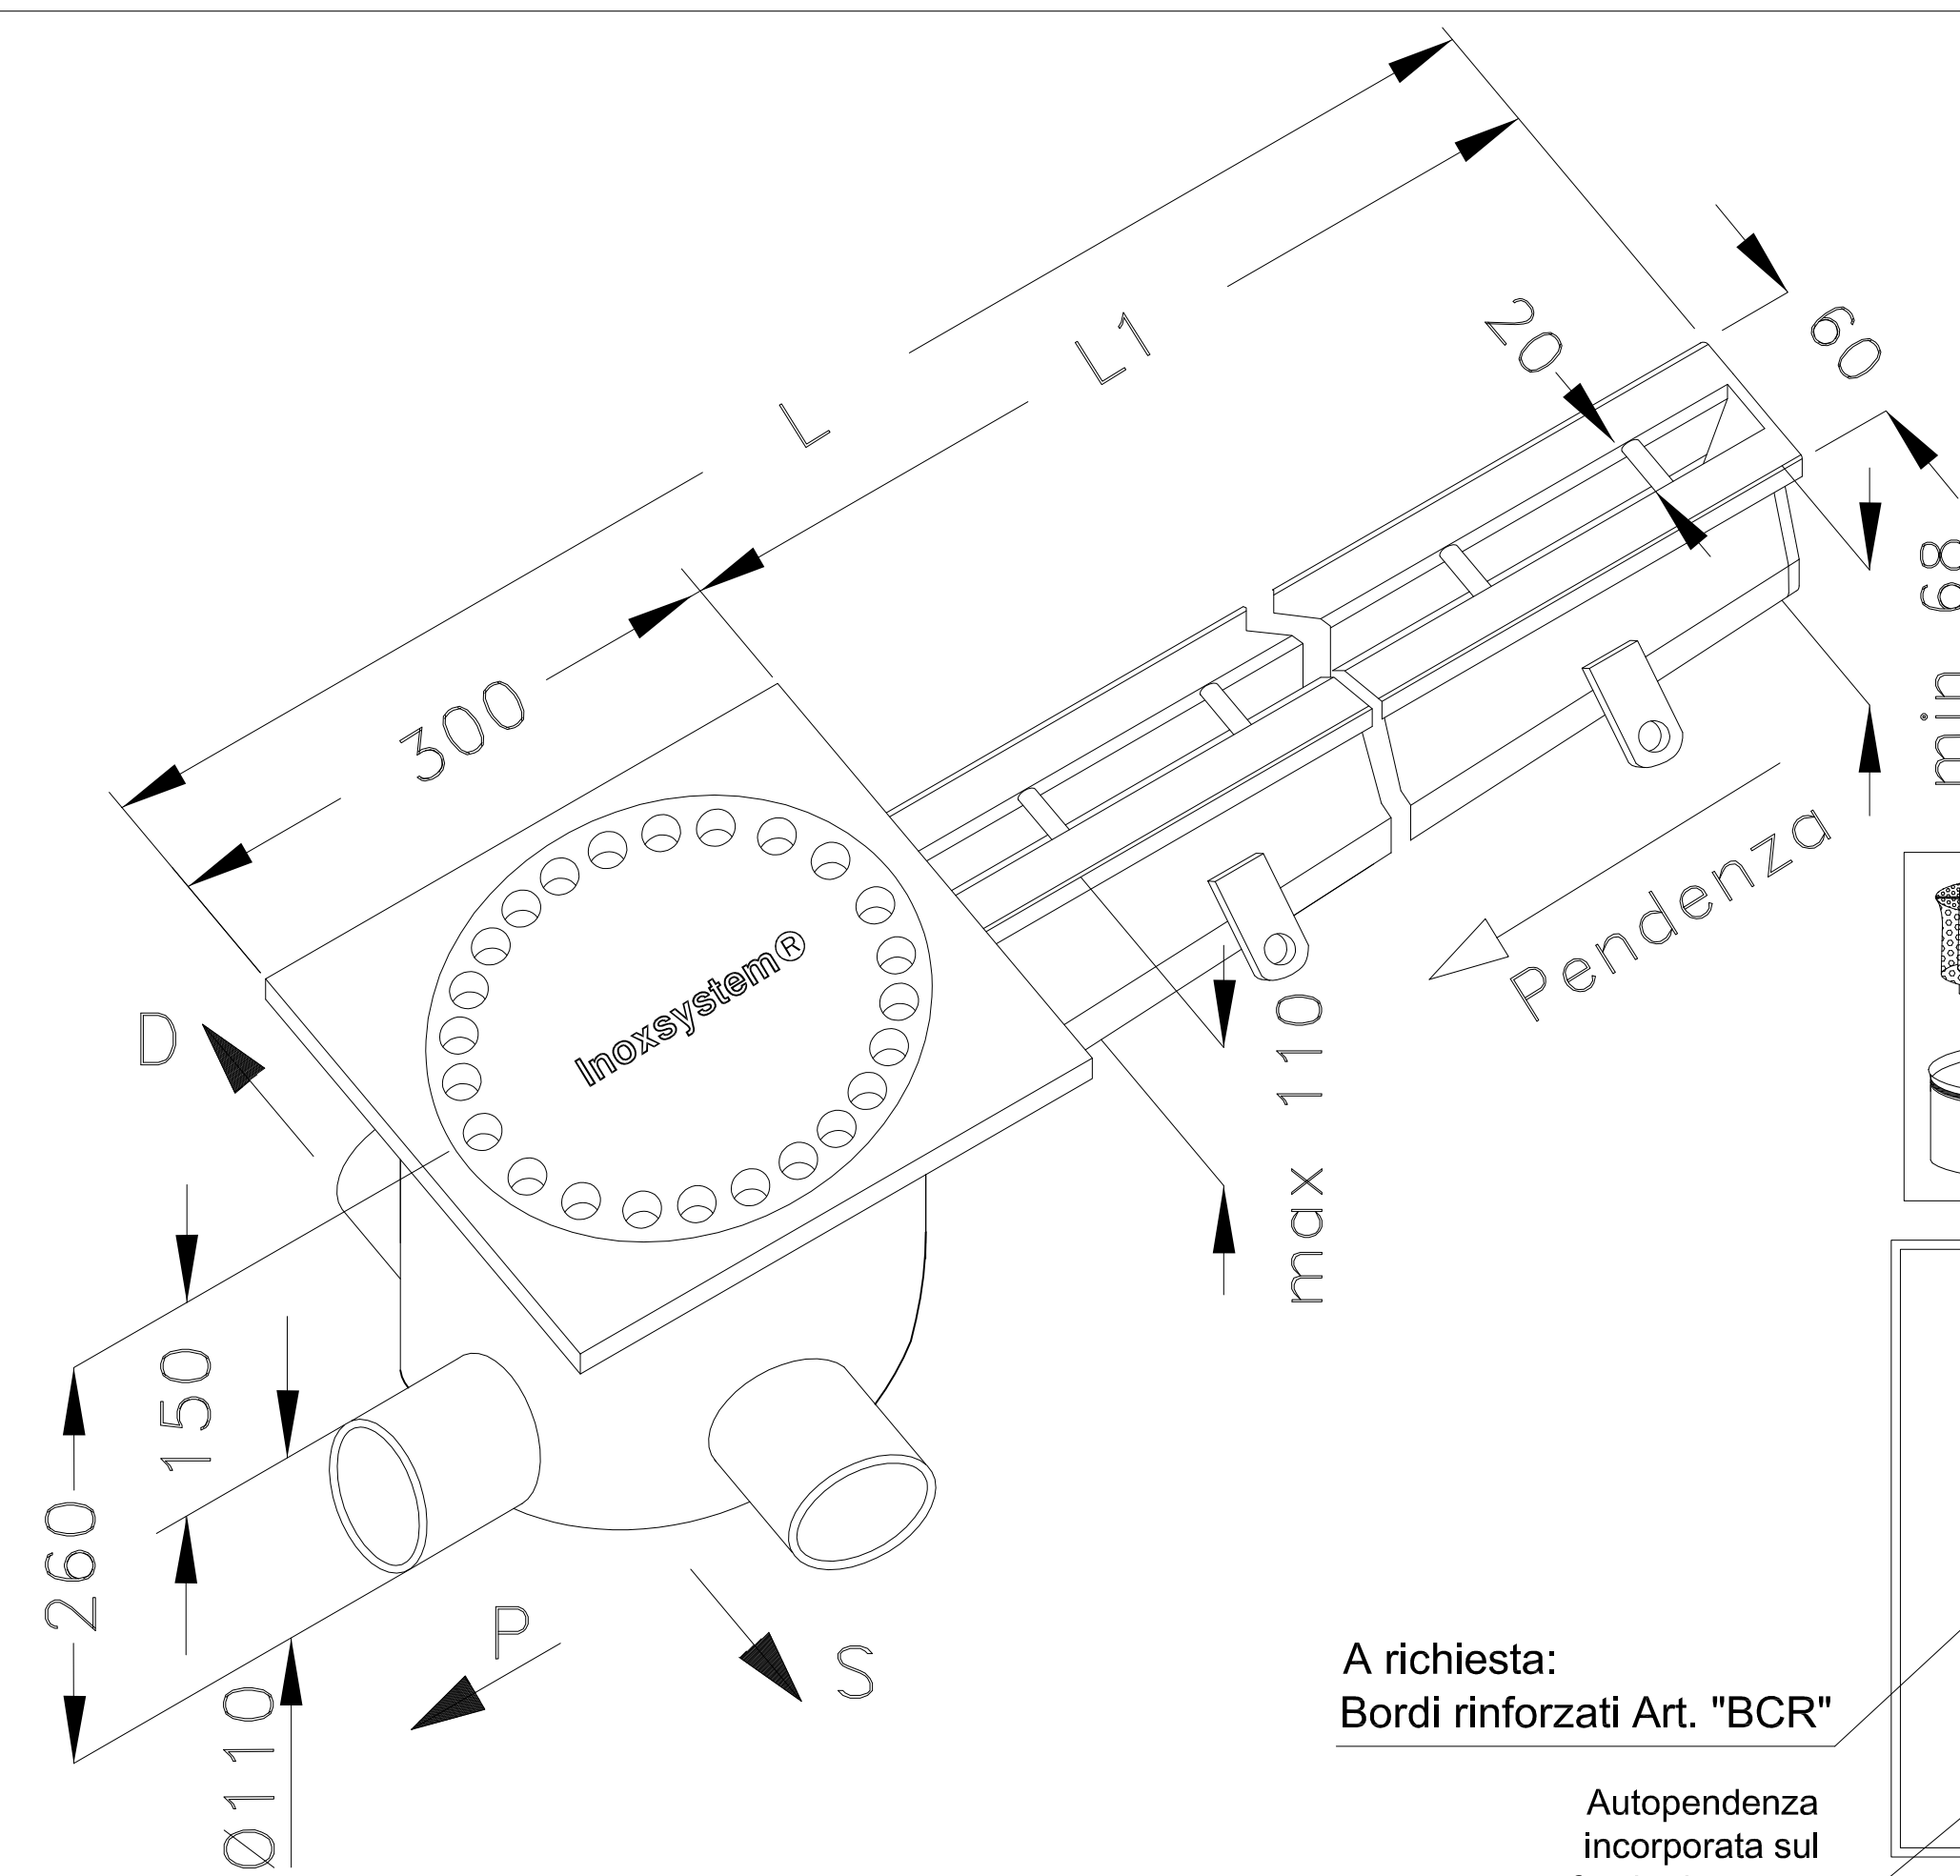 L
L1
20
60
300
min 68
Pendenza
Inoxsystem®
D
max 110
150
260
P
S
Ø110
A richiesta:
Bordi rinforzati Art. "BCR"
Autopendenza
incorporata sul